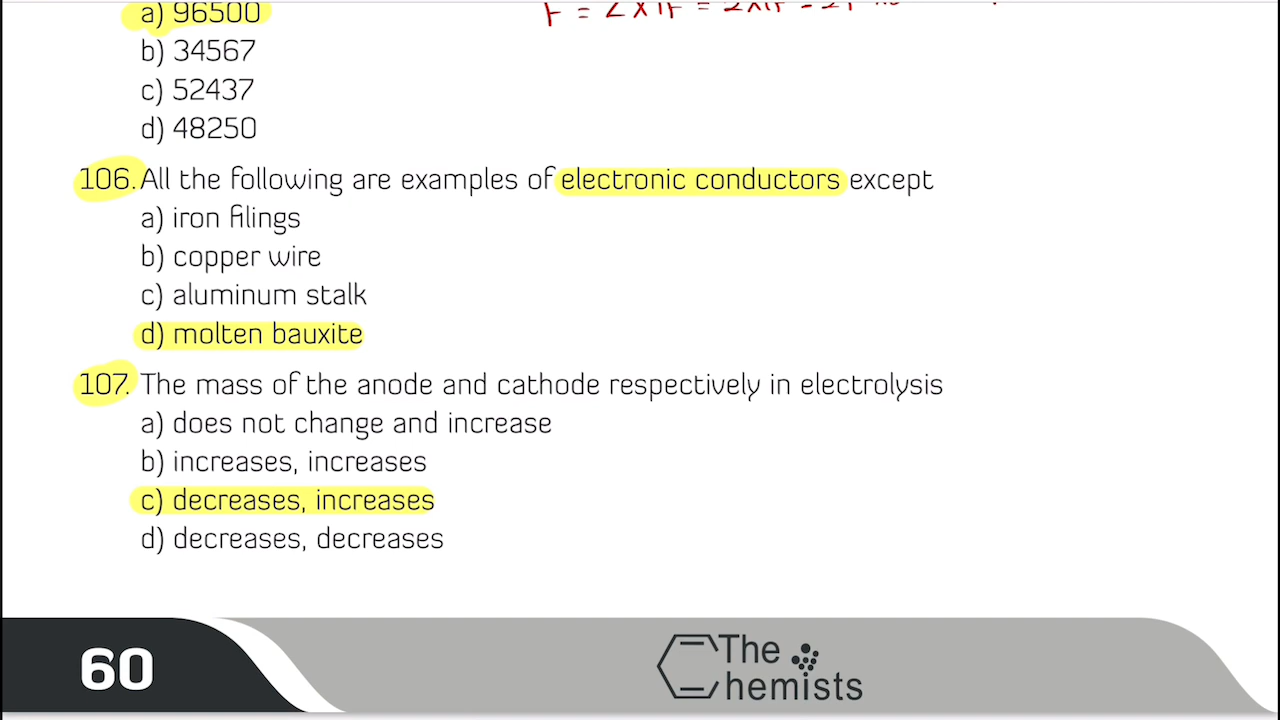 a) 96500
b) 34567
c) 52437
d) 48250
106. All the following are examples of electronic conductors except
a) iron filings
b) copper wire
c) aluminum stalk
d) molten bauxite
107. The mass of the anode and cathode respectively in electrolysis
a) does not change and increase
b) increases, increases
c) decreases, increases
d) decreases, decreases
60
The
Chemists